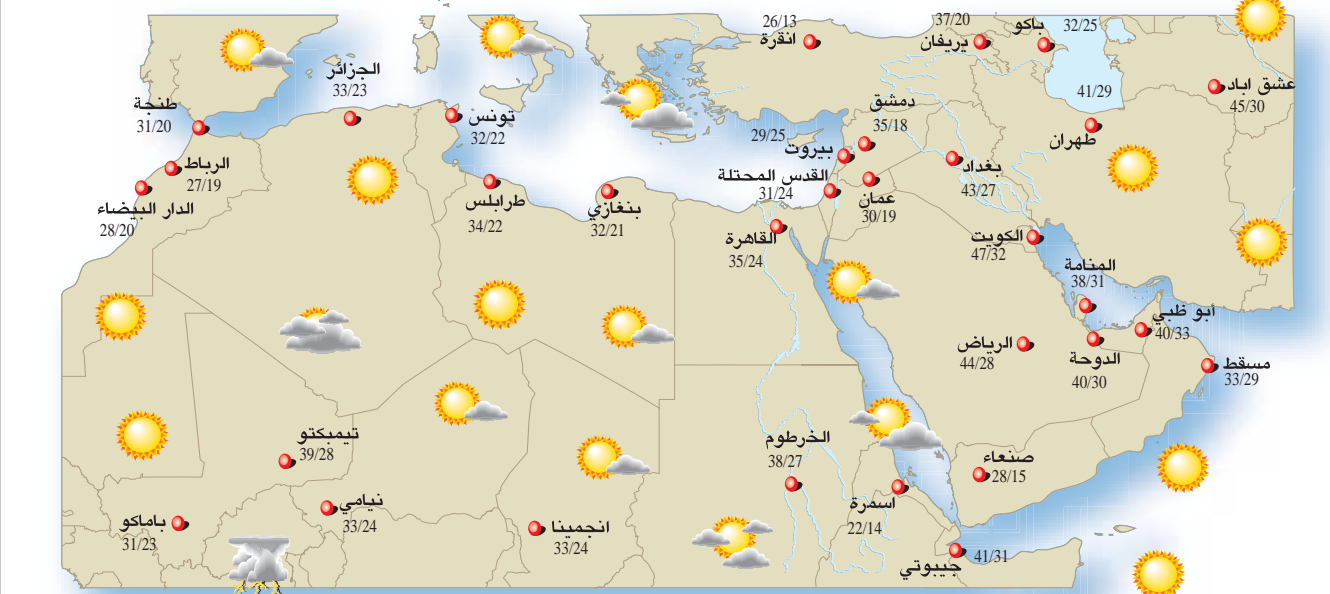 26/13
انقرة
37/20
يريفان
باكو
32/25
41/29
عشق اباد
45/30
طهران
الجزائر
33/23
طنجة
31/20
تونس
32/22
دمشق
35/18
29/25
بيروت
بغداد
43/27
الرباط
27/19
القدس المحتلة
31/24
عمان
30/19
الدار البيضاء
28/20
طرابلس
34/22
بنغازي
32/21
القاهرة
35/24
الكويت
47/32
المنامة
38/31
أبو ظبي
40/33
الرياض
44/28
الدوحة
40/30
مسقط
33/29
تيمبكتو
39/28
الخرطوم
38/27
صنعاء
28/15
نيامي
33/24
اسمرة
22/14
باماكو
31/23
انجمينا
33/24
جيبوتي
41/31